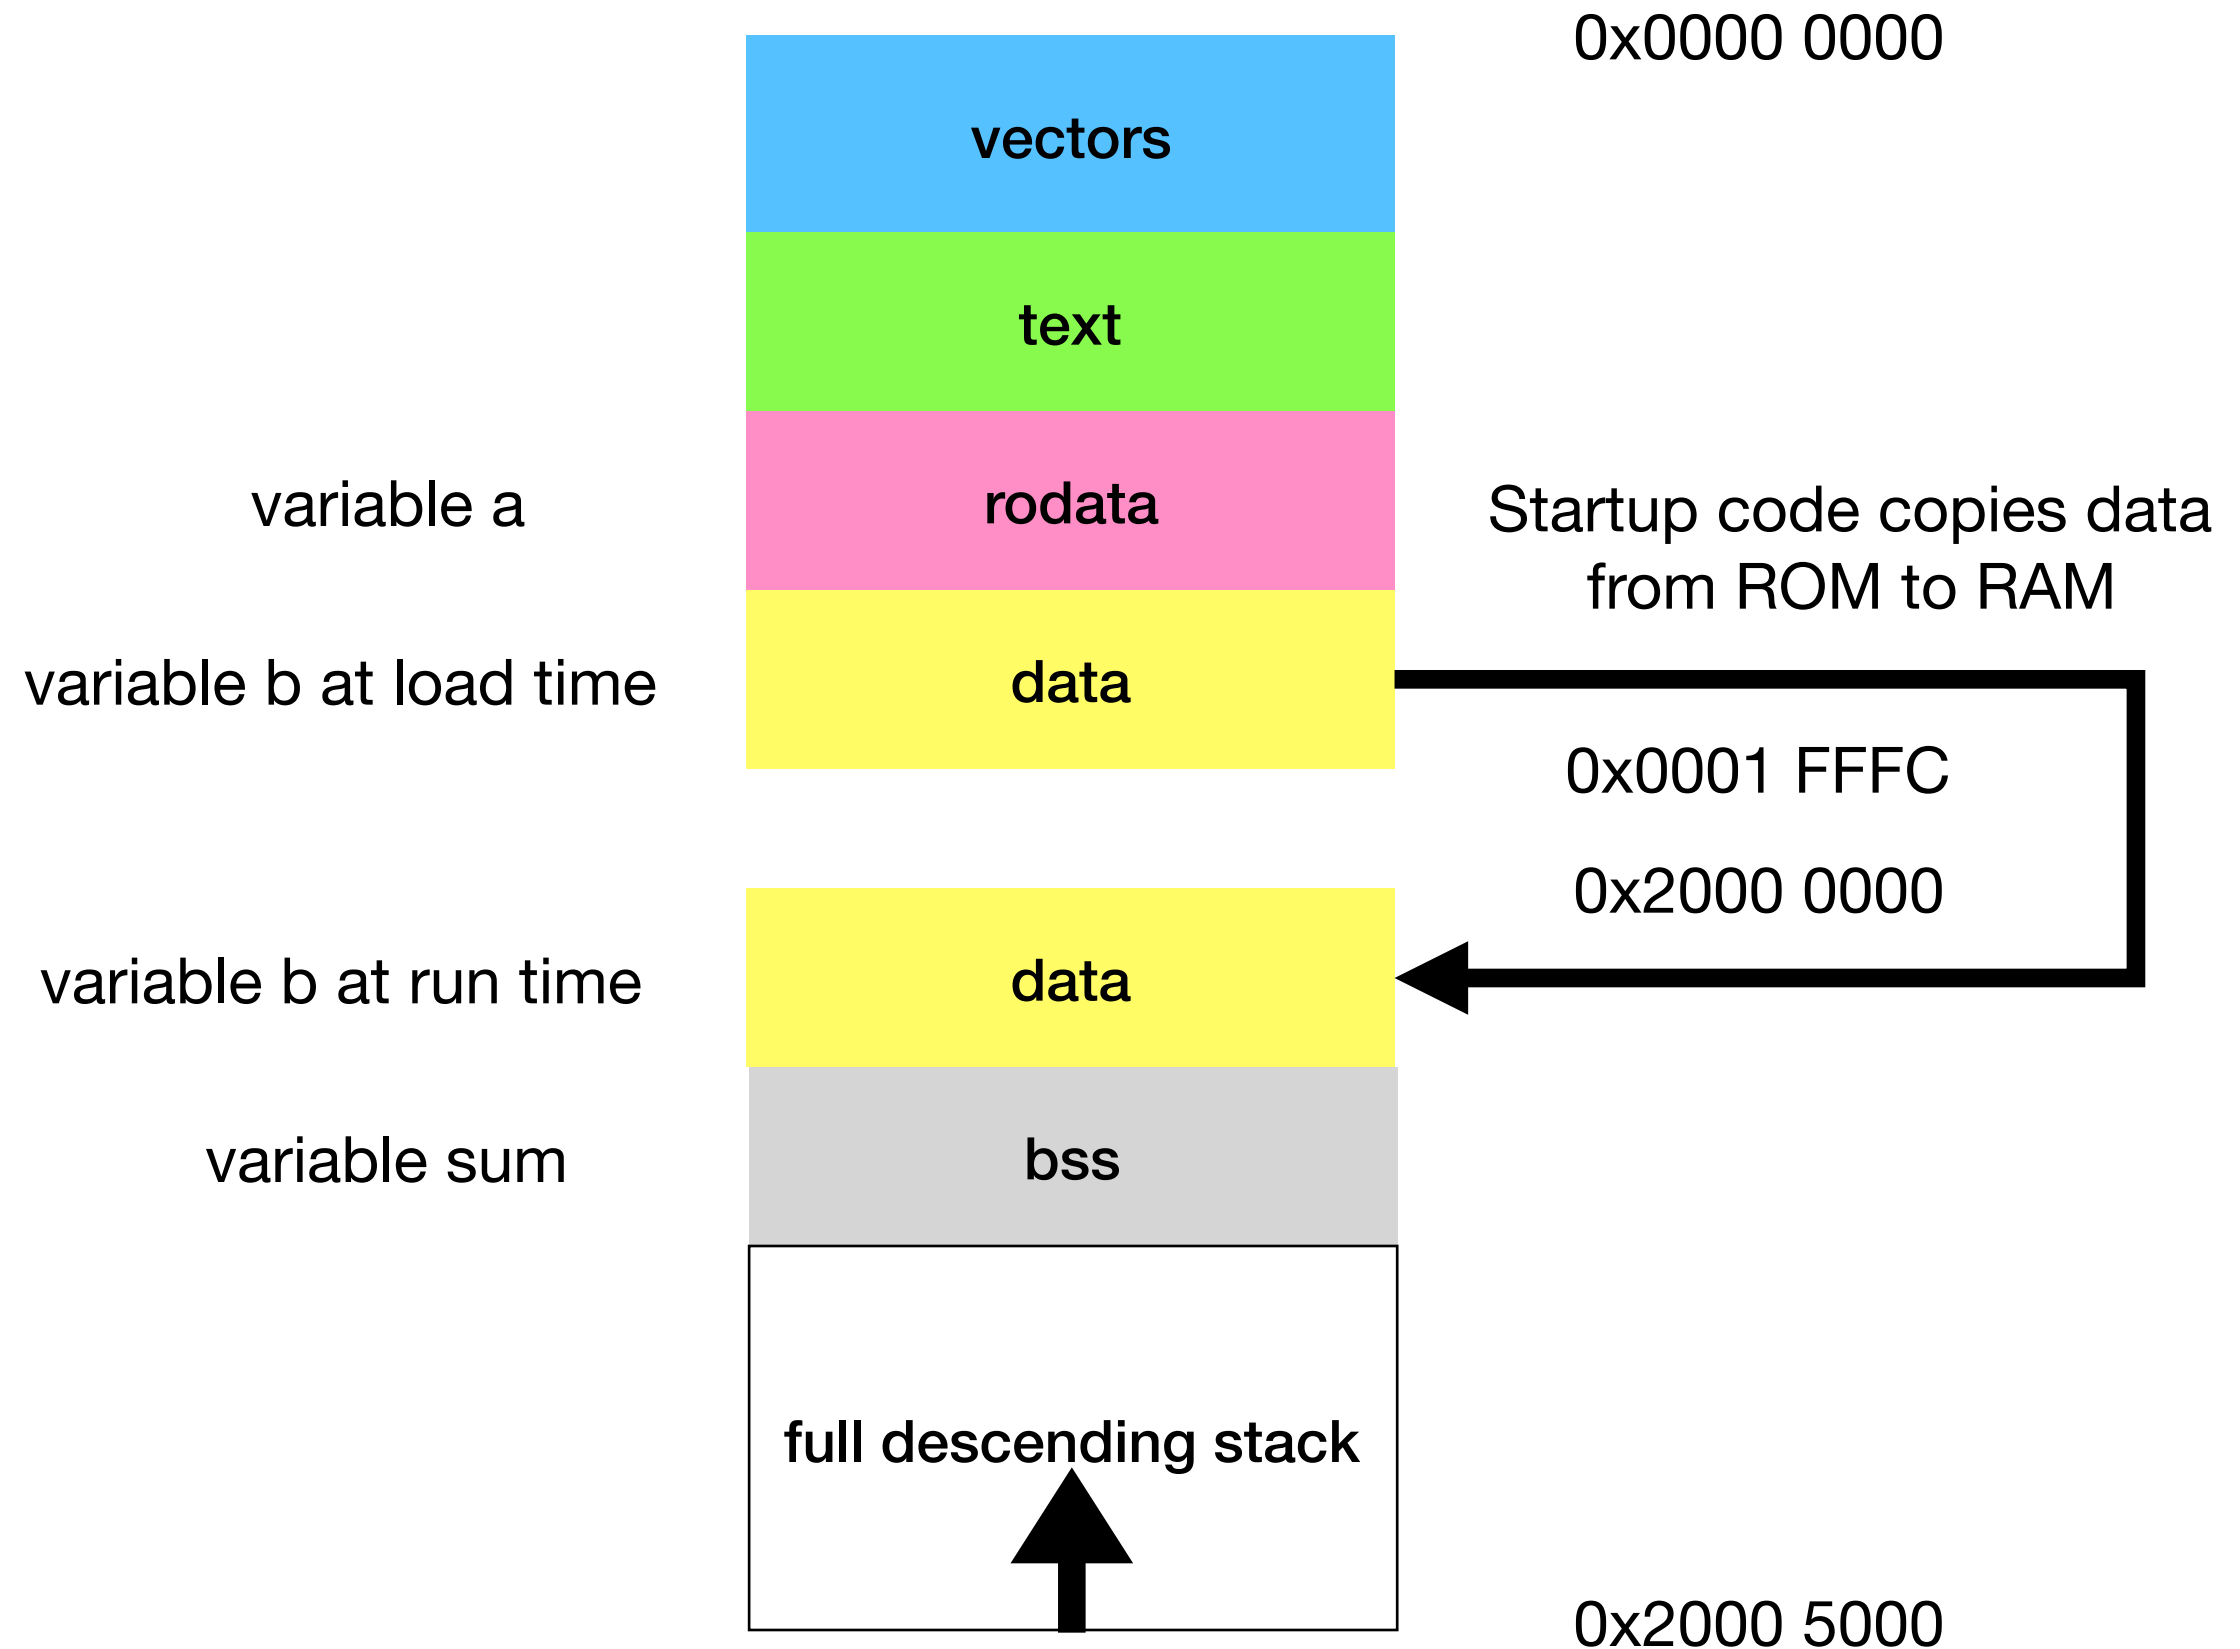 0x0000 0000
vectors
text
variable a
rodata
Startup code copies data
from ROM to RAM
variable b at load time
data
0x0001 FFFC
0x2000 0000
variable b at run time
data
variable sum
bss
full descending stack
0x2000 5000